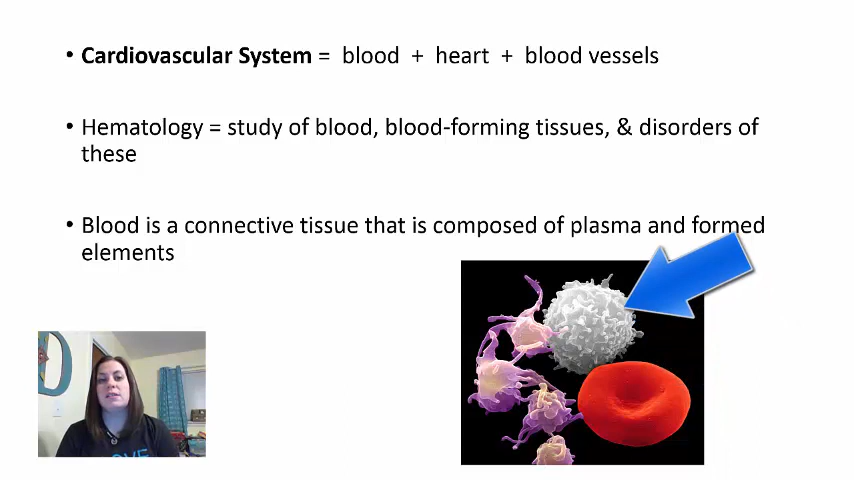 • Cardiovascular System = blood + heart + blood vessels
• Hematology = study of blood, blood-forming tissues, & disorders of
these
• Blood is a connective tissue that is composed of plasma and formed
elements
D